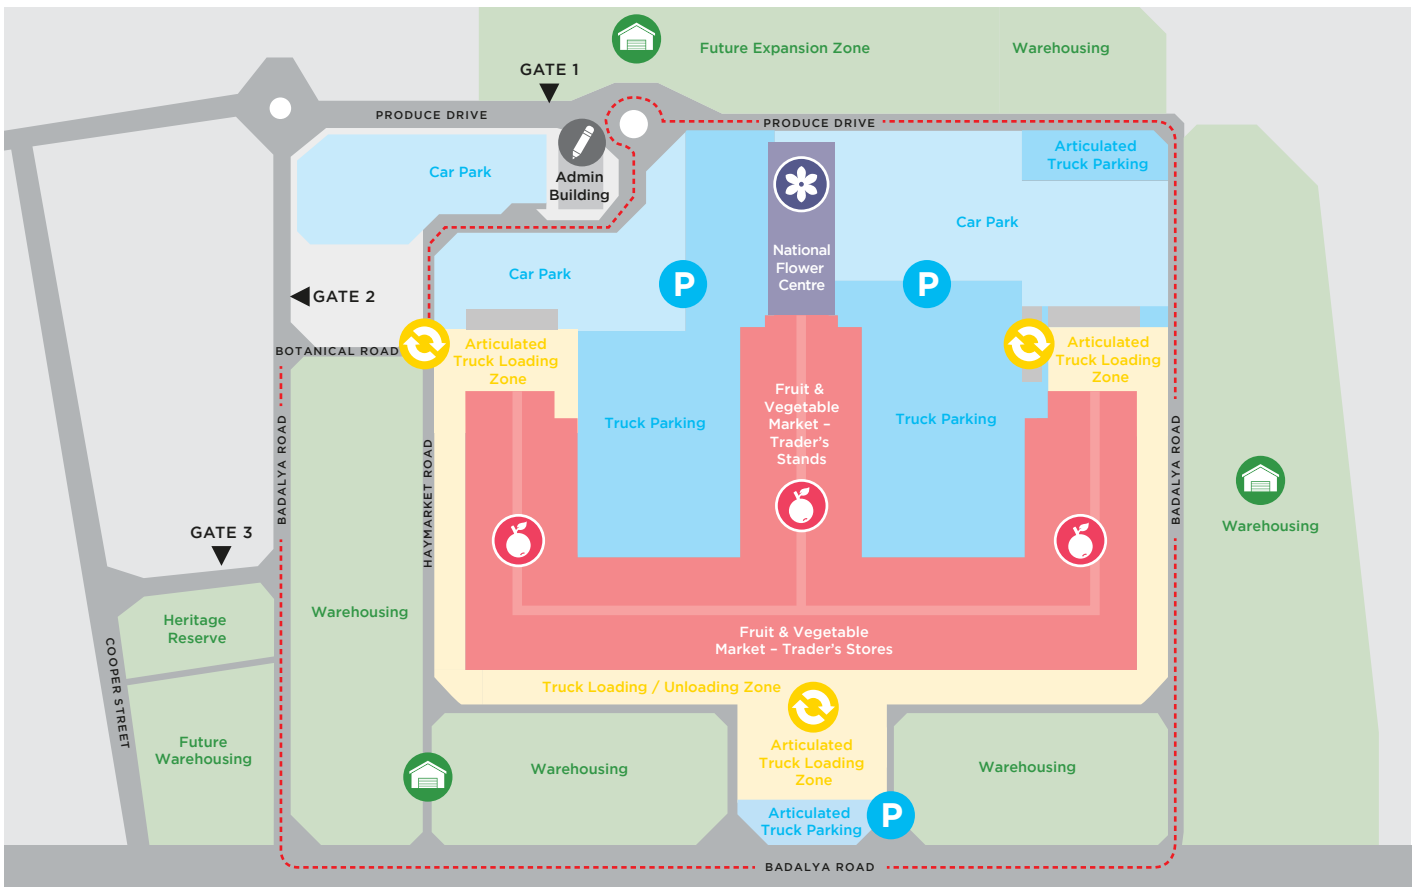 Future Expansion Zone
Warehousing
GATE 1
PRODUCE DRIVE
PRODUCE DRIVE
Articulated
Truck Parking
Car Park
Admin
Building
Car Park
National
Flower
Centre
Car Park
P
P
GATE 2
BOTANICAL ROAD
Articulated
Truck Loading
Zone
Articulated
Truck Loading
Zone
Fruit &
Vegetable
Market –
Trader's
Stands
Truck Parking
Truck Parking
BADALYA ROAD
HAYMARKET ROAD
BADALYA ROAD
Warehousing
GATE 3
Heritage
Reserve
Warehousing
Fruit & Vegetable
Market – Trader's Stores
COOPER STREET
Truck Loading / Unloading Zone
Future
Warehousing
Warehousing
Articulated
Truck Loading
Zone
Warehousing
Articulated
Truck Parking
P
BADALYA ROAD